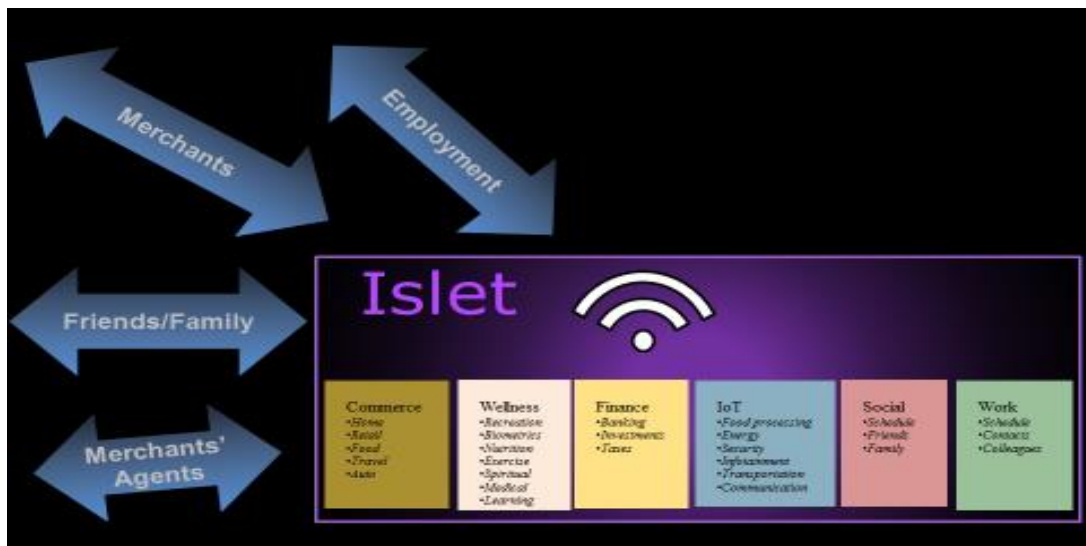 Merchants
Employment
Friends/Family
Merchants'
Agents
Islet
Commerce
•Home
•Retail
•Food
•Travel
•Auto
Wellness
•Recreation
•Biometrics
•Nutrition
•Exercise
•Spiritual
•Medical
•Learning
Finance
•Banking
•Investments
•Taxes
IoT
•Food processing
•Energy
•Security
•Infotainment
•Transportation
•Communication
Social
•Schedule
•Friends
•Family
Work
•Schedule
•Contacts
•Colleagues